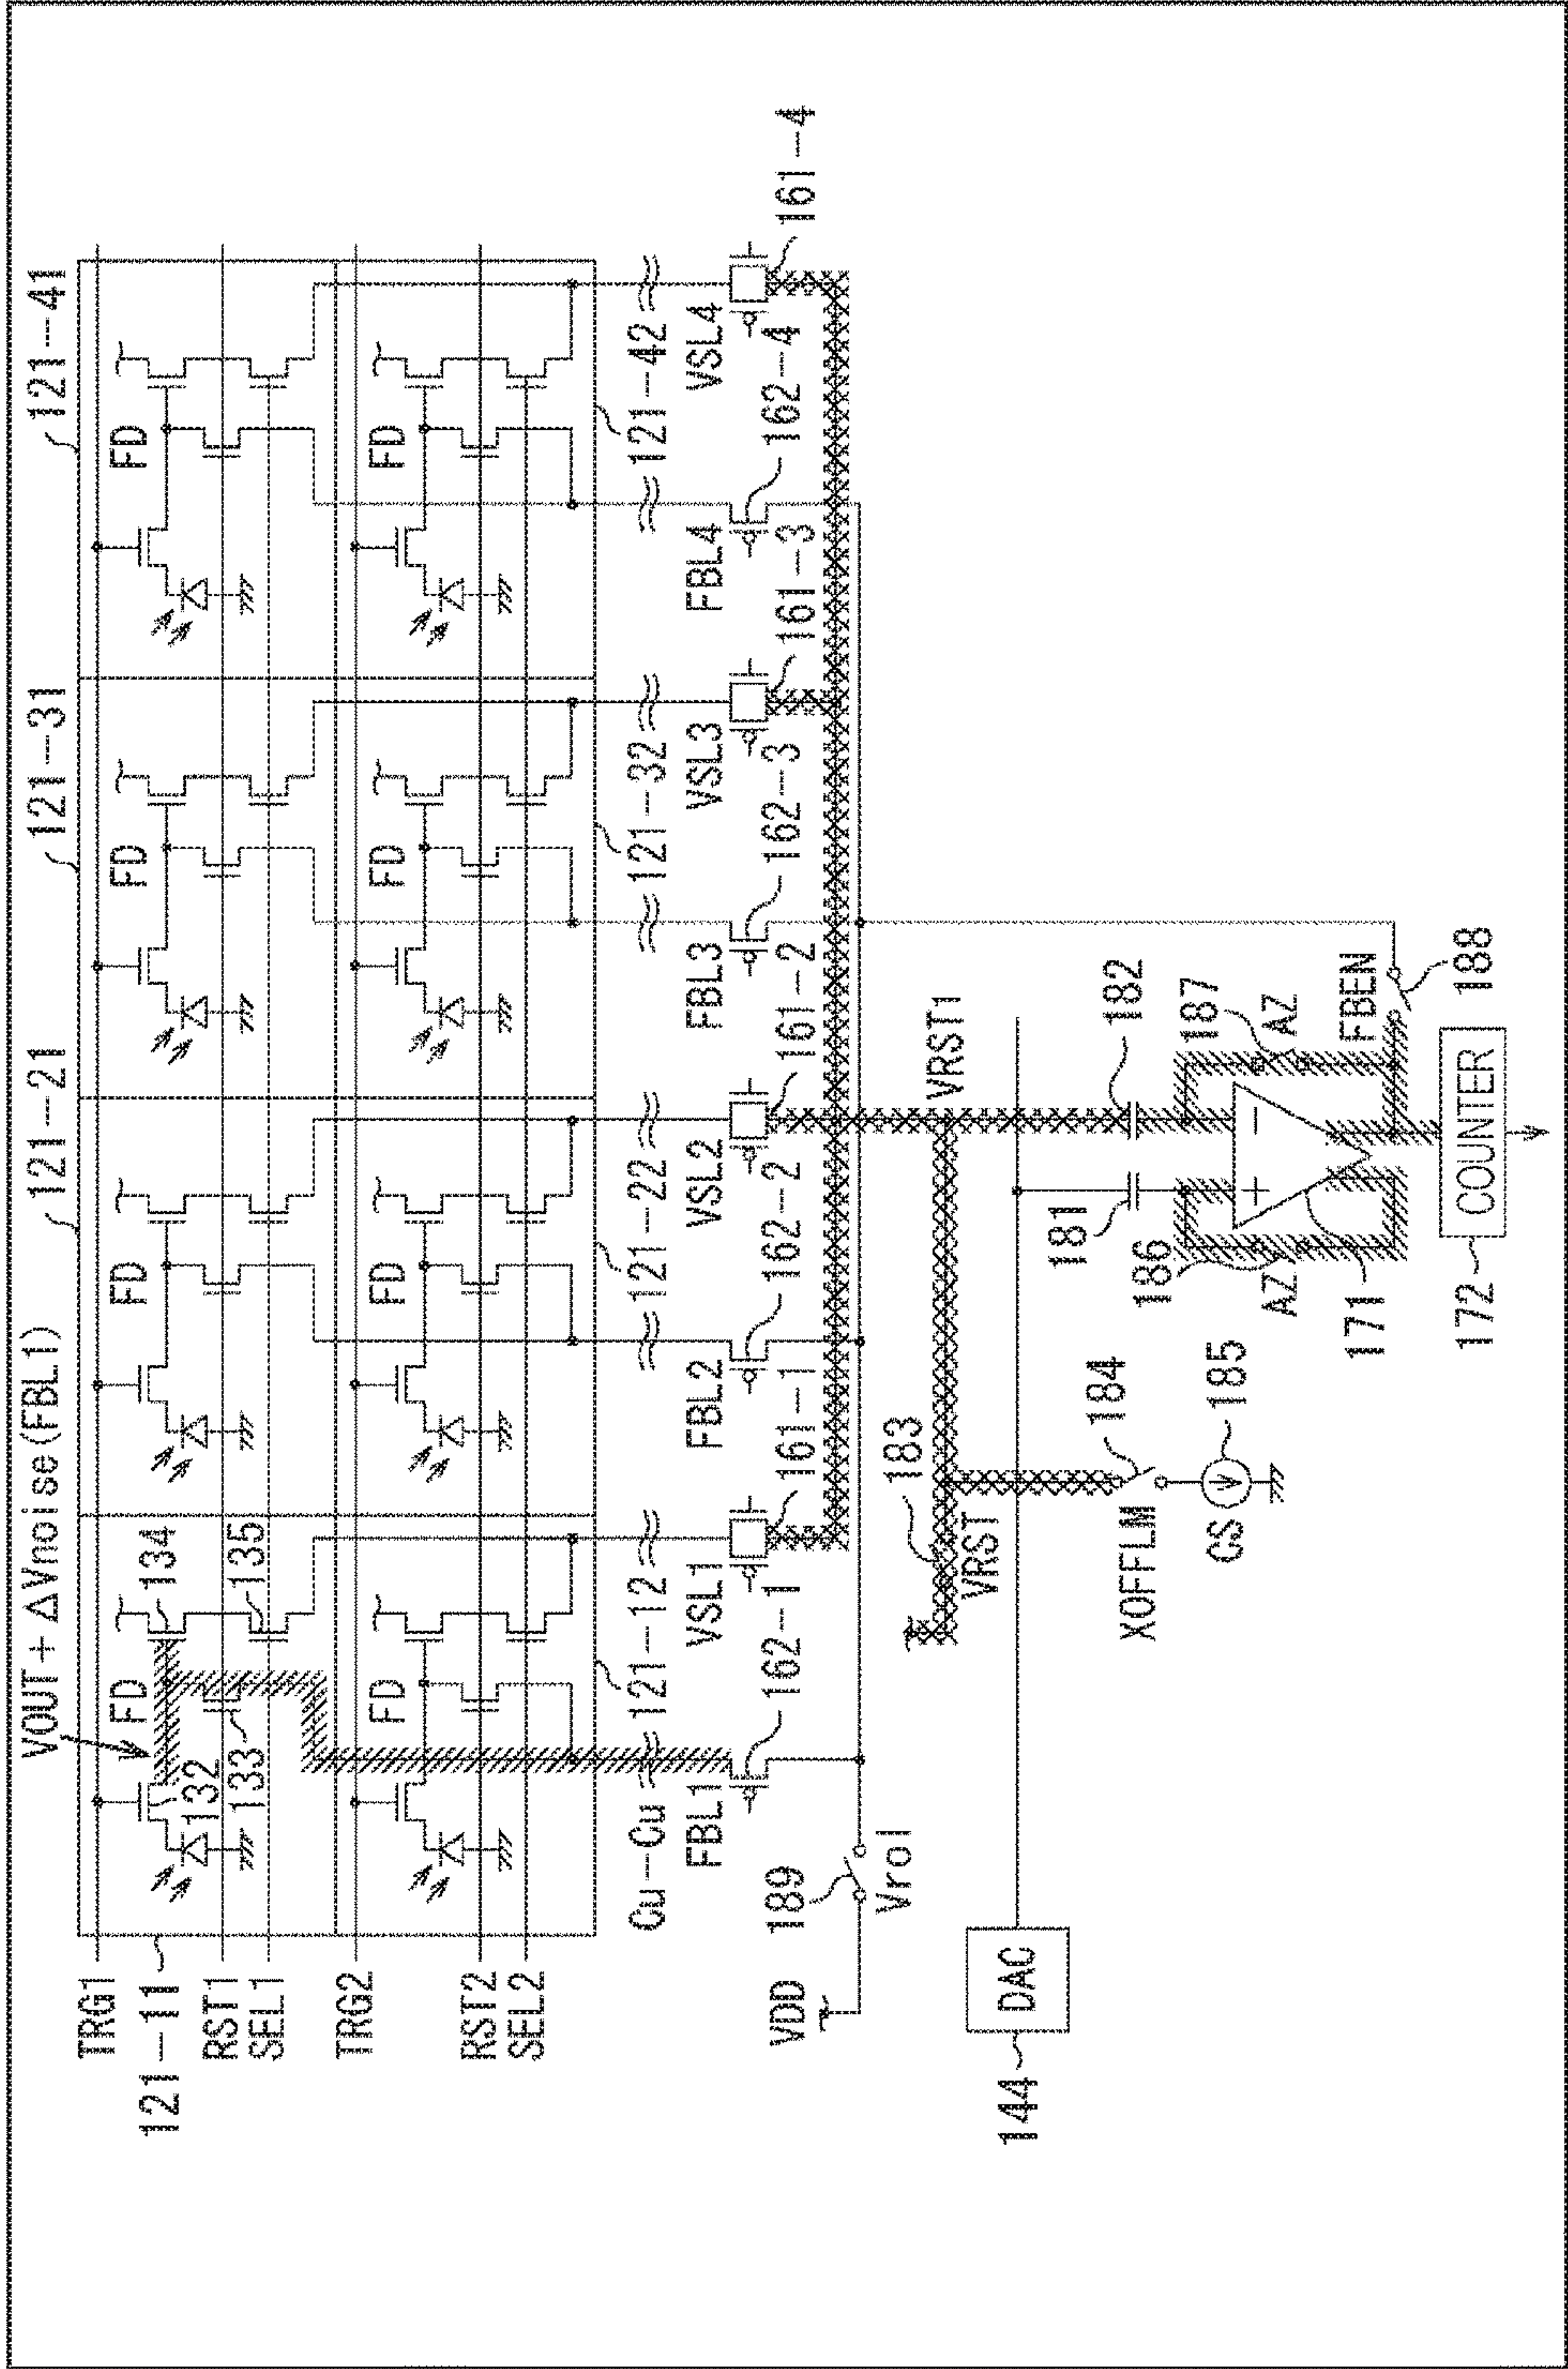 VOUT+ΔVnoise(FBL1)
121-21
121-31
121-41
TRG1
121-11
RST1
SEL1
FD
132
133
134
135
FD
FD
FD
TRG2
RST2
SEL2
FD
FD
FD
FD
Cu-Cu
121-12
121-22
121-32
121-42
FBL1
VSL1
FBL2
VSL2
FBL3
VSL3
FBL4
VSL4
VDD
189
Vrol
162-1
161-1
162-2
161-2
162-3
161-3
162-4
161-4
183
VRST
VRST1
DAC
144
XOFFLM
184
CS
185
181
182
186
AZ
187
AZ
+
-
171
FBEN
188
172
COUNTER